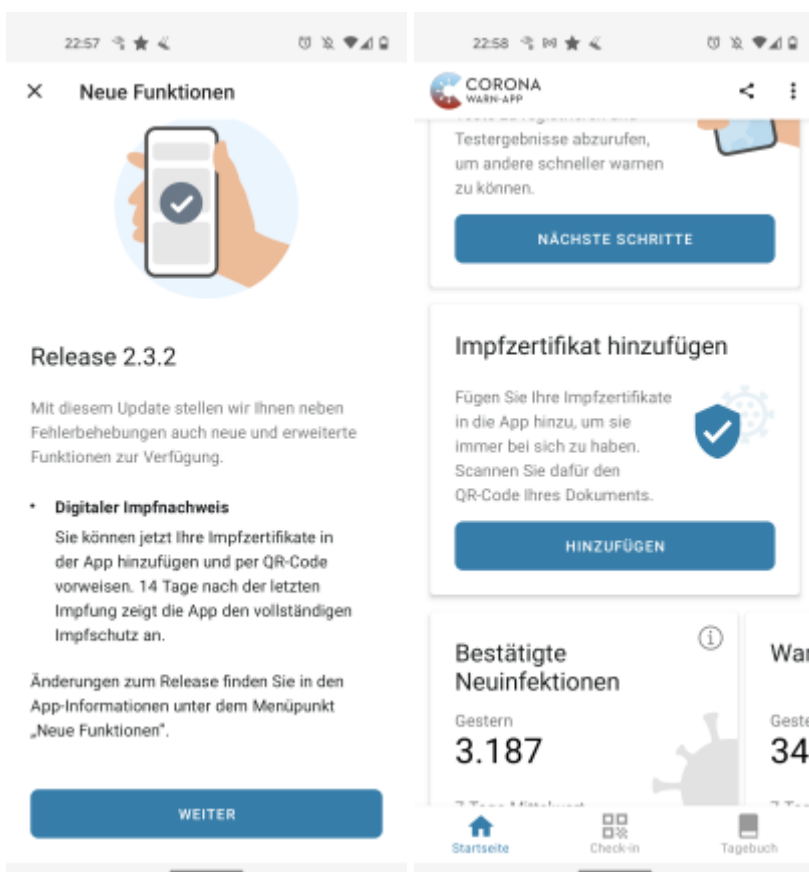 22:57
Neue Funktionen
Release 2.3.2
Mit diesem Update stellen wir Ihnen neben
Fehlerbehebungen auch neue und erweiterte
Funktionen zur Verfügung.
• Digitaler Impfnachweis
Sie können jetzt Ihre Impfzertifikate in
der App hinzufügen und per QR-Code
vorweisen. 14 Tage nach der letzten
Impfung zeigt die App den vollständigen
Impfschutz an.
Änderungen zum Release finden Sie in den
App-Informationen unter dem Menüpunkt
„Neue Funktionen“.
WEITER
22:58
CORONA
WARN-APP
Testergebnisse abzurufen,
um andere schneller warnen
zu können.
NÄCHSTE SCHRITTE
Impfzertifikat hinzufügen
Fügen Sie Ihre Impfzertifikate
in die App hinzu, um sie
immer bei sich zu haben.
Scannen Sie dafür den
QR-Code Ihres Dokuments.
HINZUFÜGEN
Bestätigte
Neuinfektionen
Gestern
3.187
34
Startseite
Check-in
Tagebuch